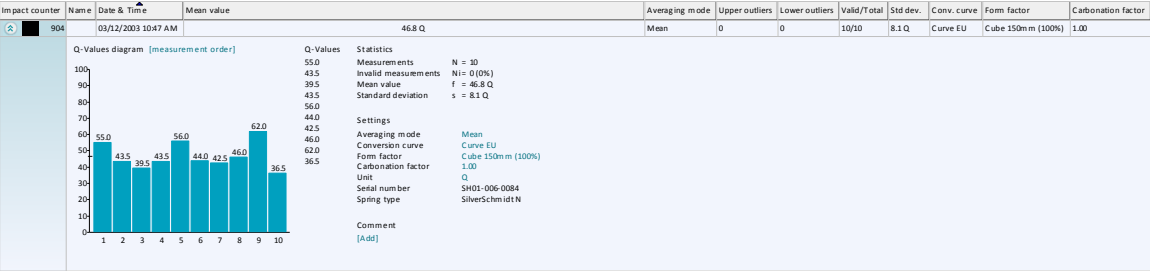 Impact counter Name Date & Time Mean value Averaging mode Upper outliers Lower outliers Valid/Total Std dev. Conv. curve Form factor Carbonation factor
904 03/12/2003 10:47 AM 46.8 Q Mean 0 0 10/10 8.1 Q Curve EU Cube 150mm (100%) 1.00
Q-Values diagram [measurement order]
100
90
80
70
60
50
40
30
20
10
0
55.0 43.5 39.5 43.5 56.0 44.0 42.5 46.0 62.0 36.5
1 2 3 4 5 6 7 8 9 10
Q-Values
55.0
43.5
39.5
43.5
56.0
44.0
42.5
46.0
62.0
36.5
Statistics
Measurements N = 10
Invalid measurements Ni= 0 (0%)
Mean value f = 46.8 Q
Standard deviation s = 8.1 Q
Settings
Averaging mode Mean
Conversion curve Curve EU
Form factor Cube 150mm (100%)
Carbonation factor 1.00
Unit Q
Serial number SH01-006-0084
Spring type SilverSchmidt N
Comment
[Add]